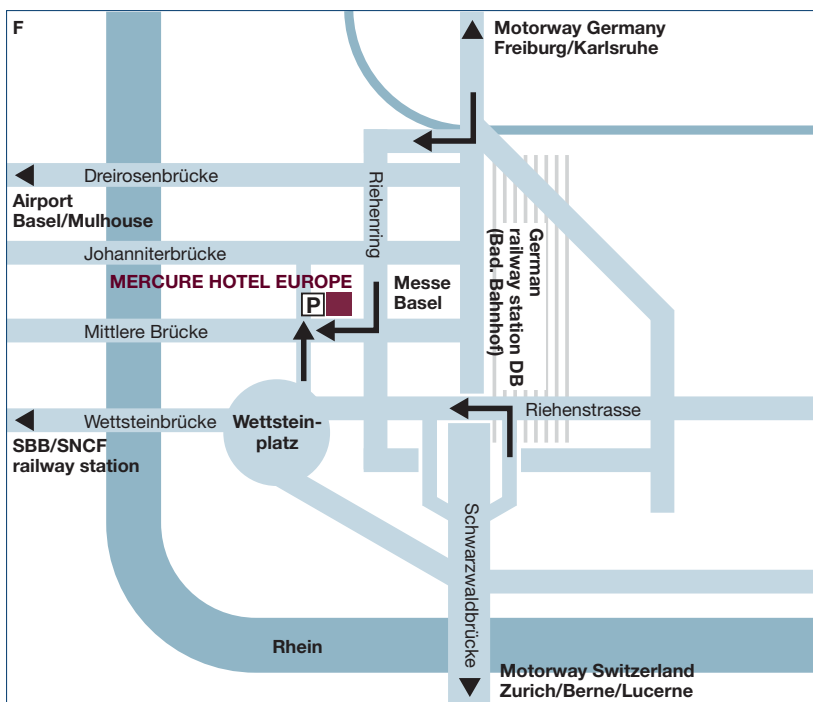 F
Motorway Germany
Freiburg/Karlsruhe
Dreirosenbrücke
Airport
Basel/Mulhouse
Riehenring
Johanniterbrücke
MERCURE HOTEL EUROPE
P
Messe
Basel
German
railway station DB
(Bad. Bahnhof)
Mittlere Brücke
Wettsteinbrücke
Wettstein-
platz
Riehenstrasse
SBB/SNCF
railway station
Schwarzwaldbrücke
Rhein
Motorway Switzerland
Zurich/Berne/Lucerne